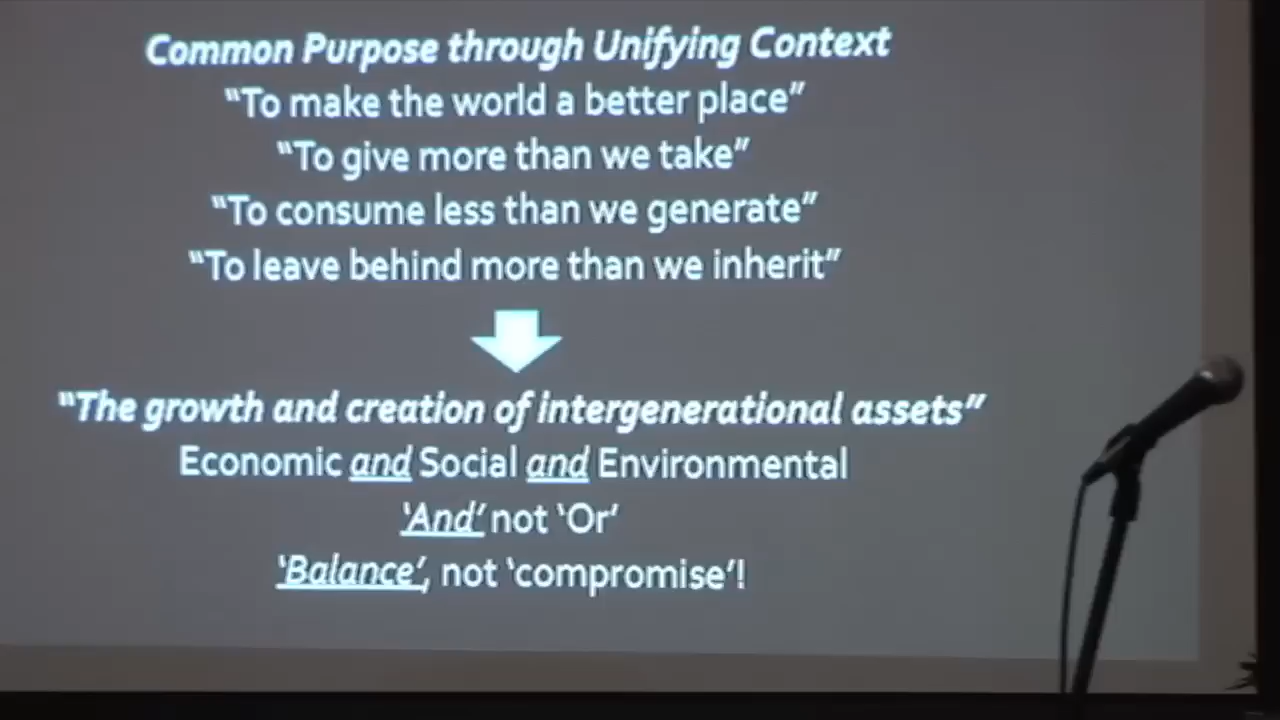 Common Purpose through Unifying Context
“To make the world a better place”
“To give more than we take”
“To consume less than we generate”
“To leave behind more than we inherit”
“The growth and creation of intergenerational assets”
Economic and Social and Environmental
‘And’ not ‘Or’
‘Balance’, not ‘compromise’!